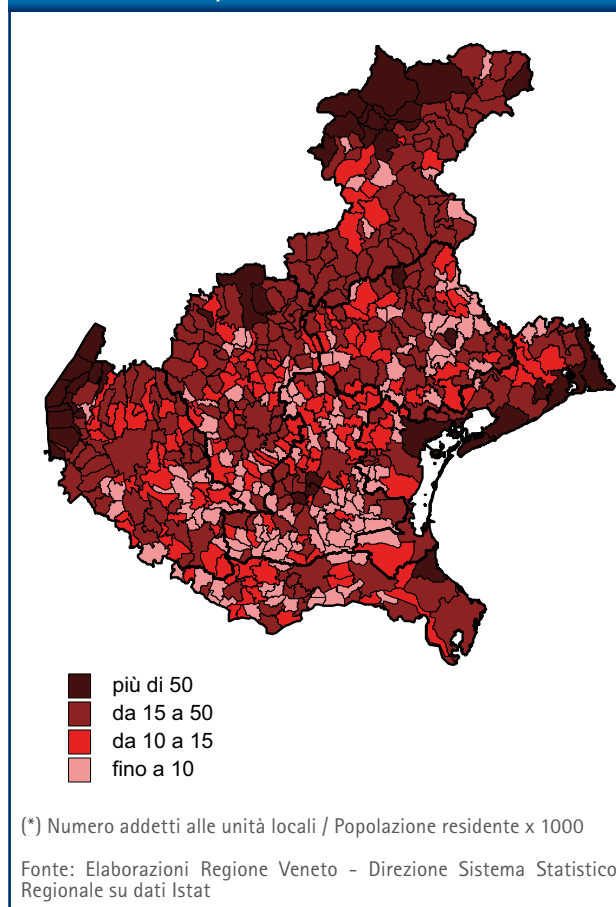 più di 50
da 15 a 50
da 10 a 15
fino a 10
(*) Numero addetti alle unità locali / Popolazione residente x 1000
Fonte: Elaborazioni Regione Veneto - Direzione Sistema Statistico
Regionale su dati Istat